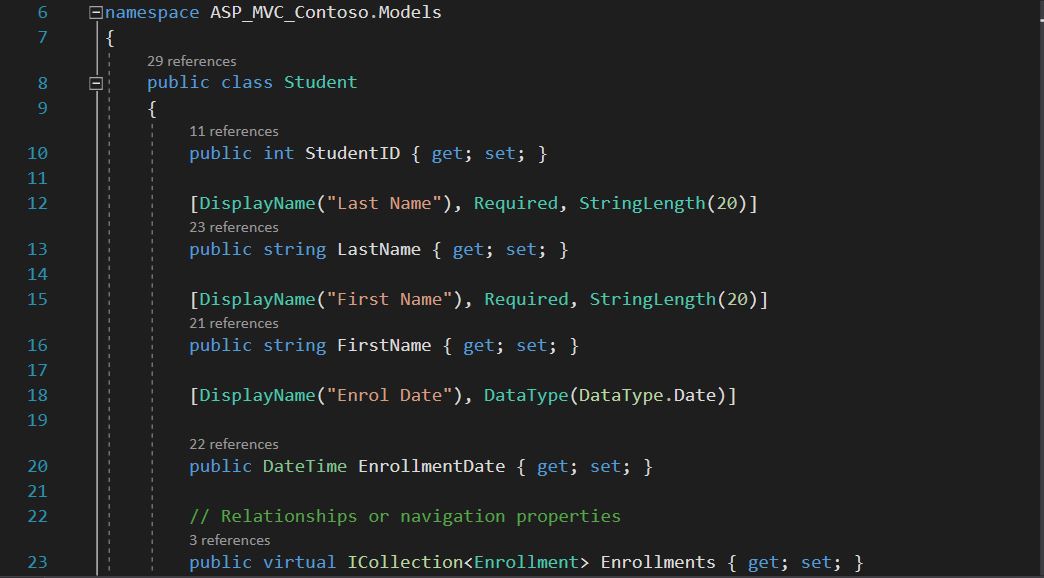 6 namespace ASP_MVC_Contoso.Models
7 {
29 references
8 public class Student
9 {
11 references
10 public int StudentID { get; set; }
11
12 [DisplayName("Last Name"), Required, StringLength(20)]
23 references
13 public string LastName { get; set; }
14
15 [DisplayName("First Name"), Required, StringLength(20)]
21 references
16 public string FirstName { get; set; }
17
18 [DisplayName("Enrol Date"), DataType(DataType.Date)]
19
22 references
20 public DateTime EnrollmentDate { get; set; }
21
22 // Relationships or navigation properties
3 references
23 public virtual ICollection<Enrollment> Enrollments { get; set; }